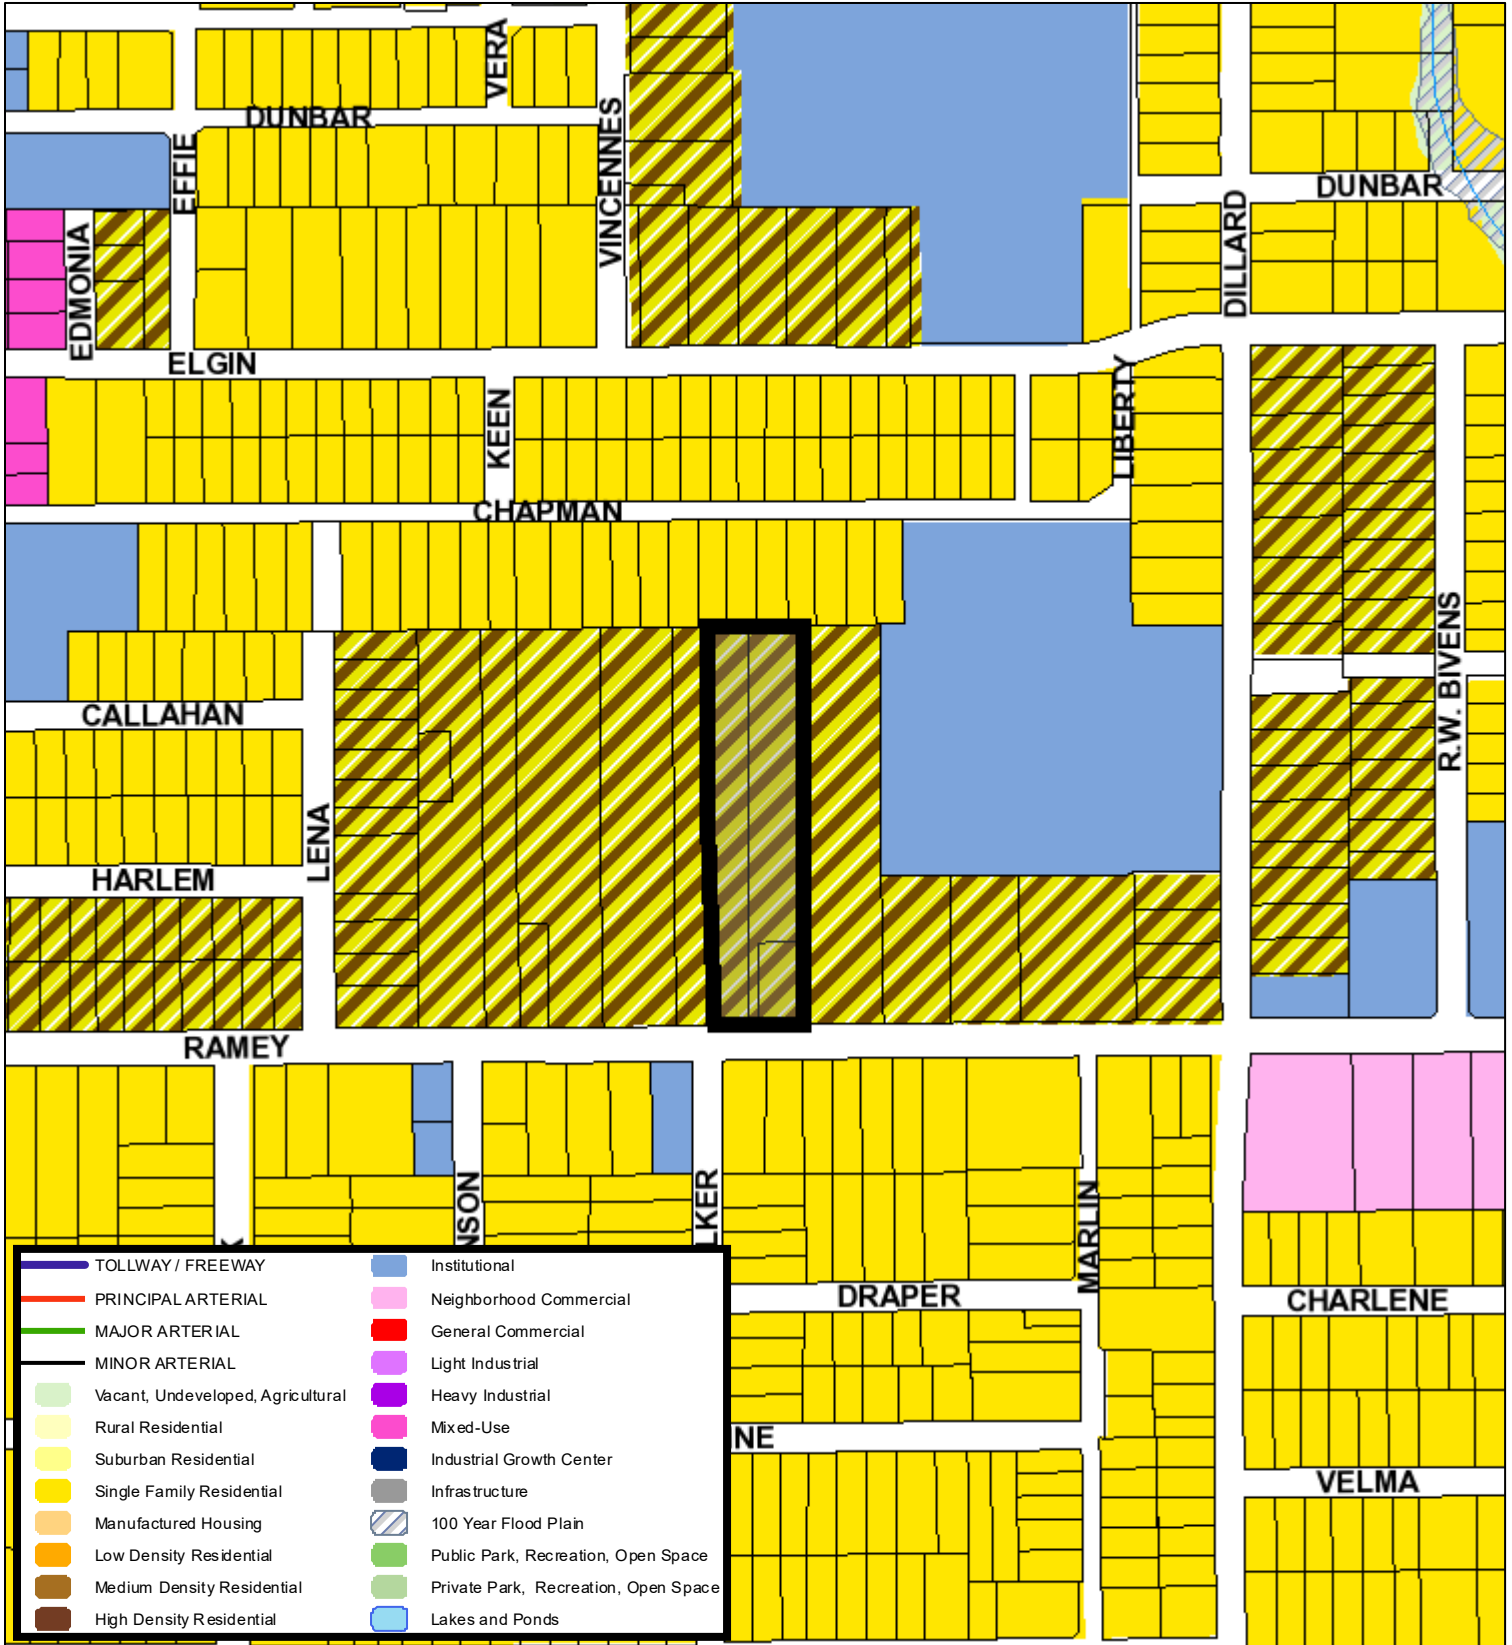 VERA
DUNBAR
VINCENNES
EFFIE
DUNBAR
DILLARD
EDMONIA
ELGIN
KEEN
LIBERTY
CHAPMAN
R.W. BIVENS
CALLAHAN
LENA
HARLEM
RAMEY
NSON
LKER
MARLIN
K
DRAPER
CHARLENE
INE
VELMA
TOLLWAY / FREEWAY
PRINCIPAL ARTERIAL
MAJOR ARTERIAL
MINOR ARTERIAL
Vacant, Undeveloped, Agricultural
Rural Residential
Suburban Residential
Single Family Residential
Manufactured Housing
Low Density Residential
Medium Density Residential
High Density Residential
Institutional
Neighborhood Commercial
General Commercial
Light Industrial
Heavy Industrial
Mixed-Use
Industrial Growth Center
Infrastructure
100 Year Flood Plain
Public Park, Recreation, Open Space
Private Park, Recreation, Open Space
Lakes and Ponds